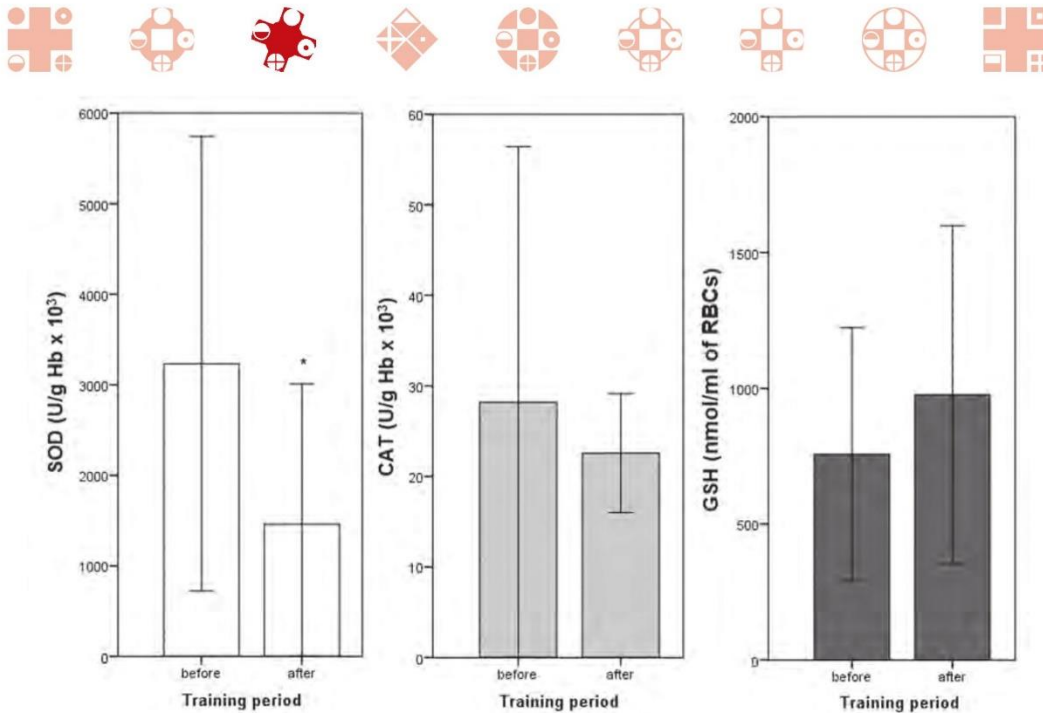 6000
5000
4000
3000
2000
1000
0
SOD (U/g Hb x 10³)
*
before after
Training period
60
50
40
30
20
10
0
CAT (U/g Hb x 10³)
before after
Training period
2000
1500
1000
500
0
GSH (nmol/ml of RBCs)
before after
Training period